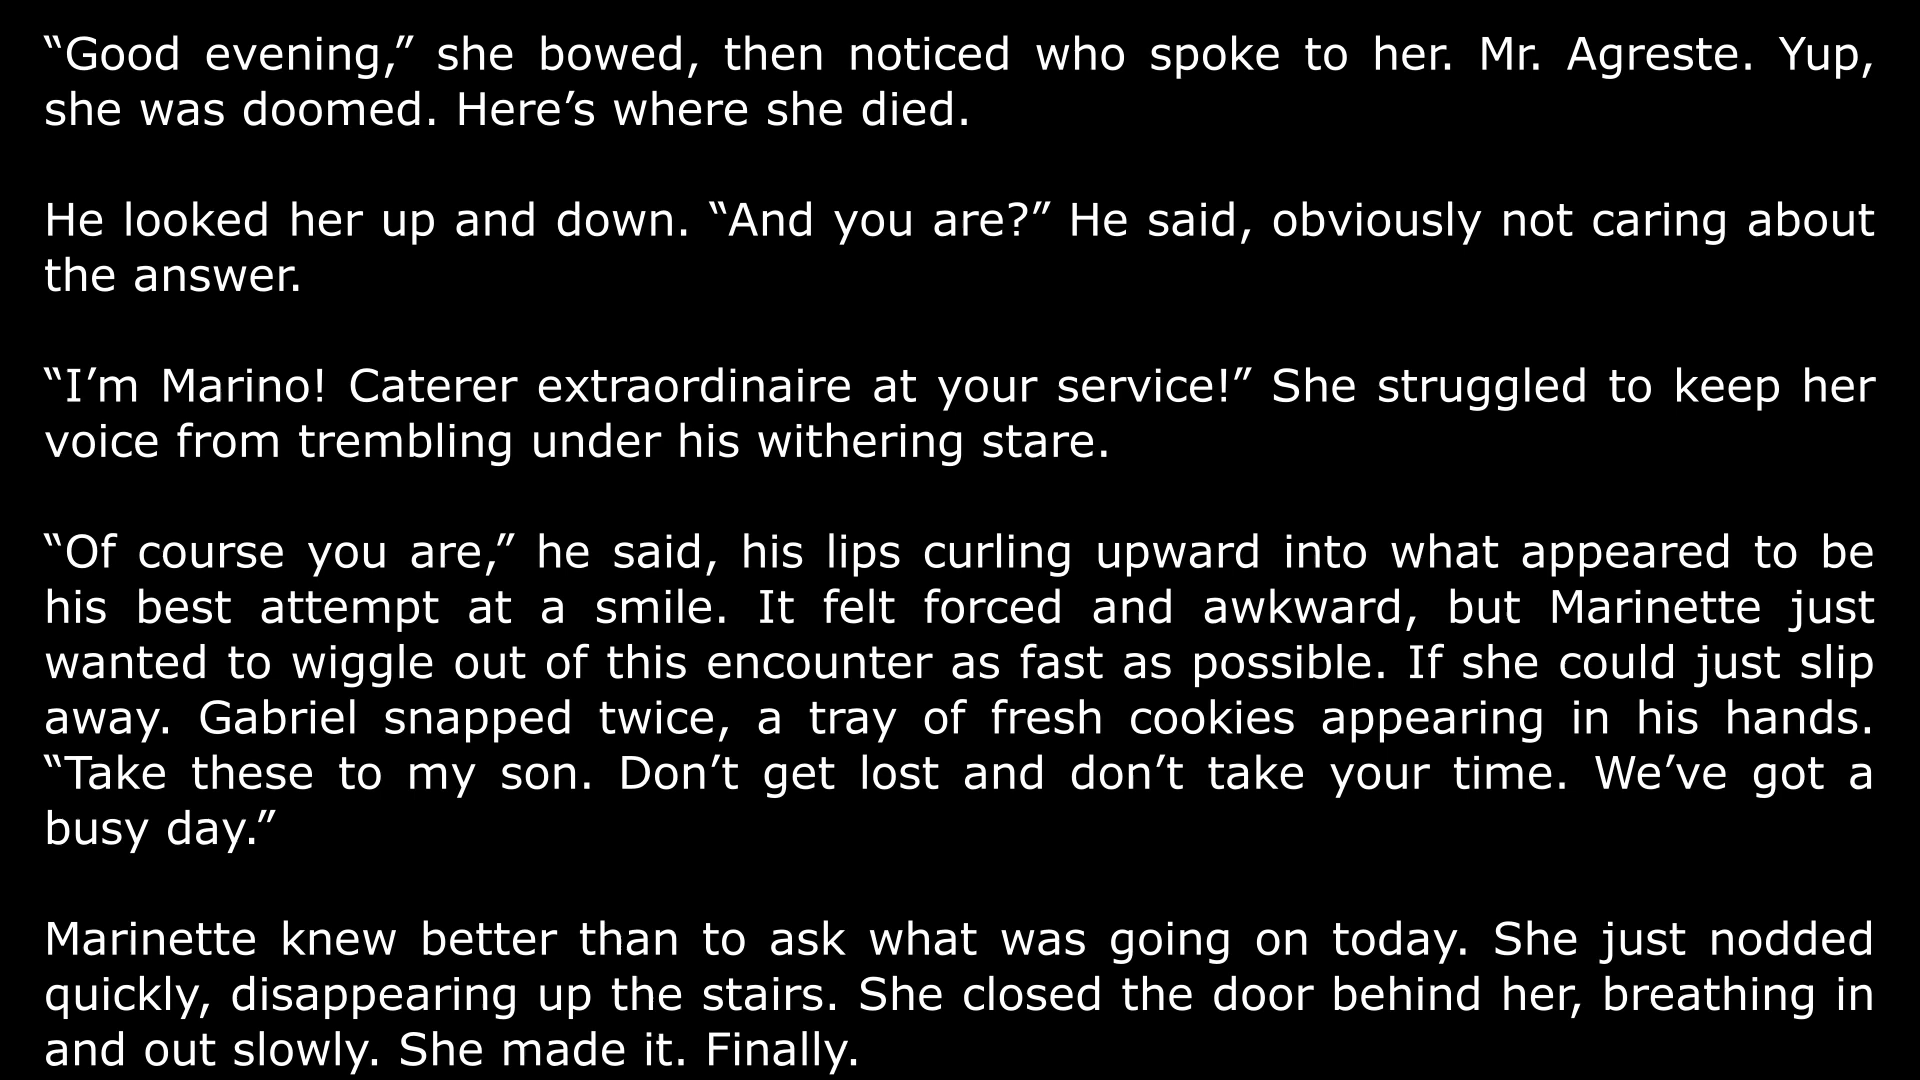 “Good evening,” she bowed, then noticed who spoke to her. Mr. Agreste. Yup,
she was doomed. Here’s where she died.
He looked her up and down. “And you are?” He said, obviously not caring about
the answer.
“I’m Marino! Caterer extraordinaire at your service!” She struggled to keep her
voice from trembling under his withering stare.
“Of course you are,” he said, his lips curling upward into what appeared to be
his best attempt at a smile. It felt forced and awkward, but Marinette just
wanted to wiggle out of this encounter as fast as possible. If she could just slip
away. Gabriel snapped twice, a tray of fresh cookies appearing in his hands.
“Take these to my son. Don’t get lost and don’t take your time. We’ve got a
busy day.”
Marinette knew better than to ask what was going on today. She just nodded
quickly, disappearing up the stairs. She closed the door behind her, breathing in
and out slowly. She made it. Finally.